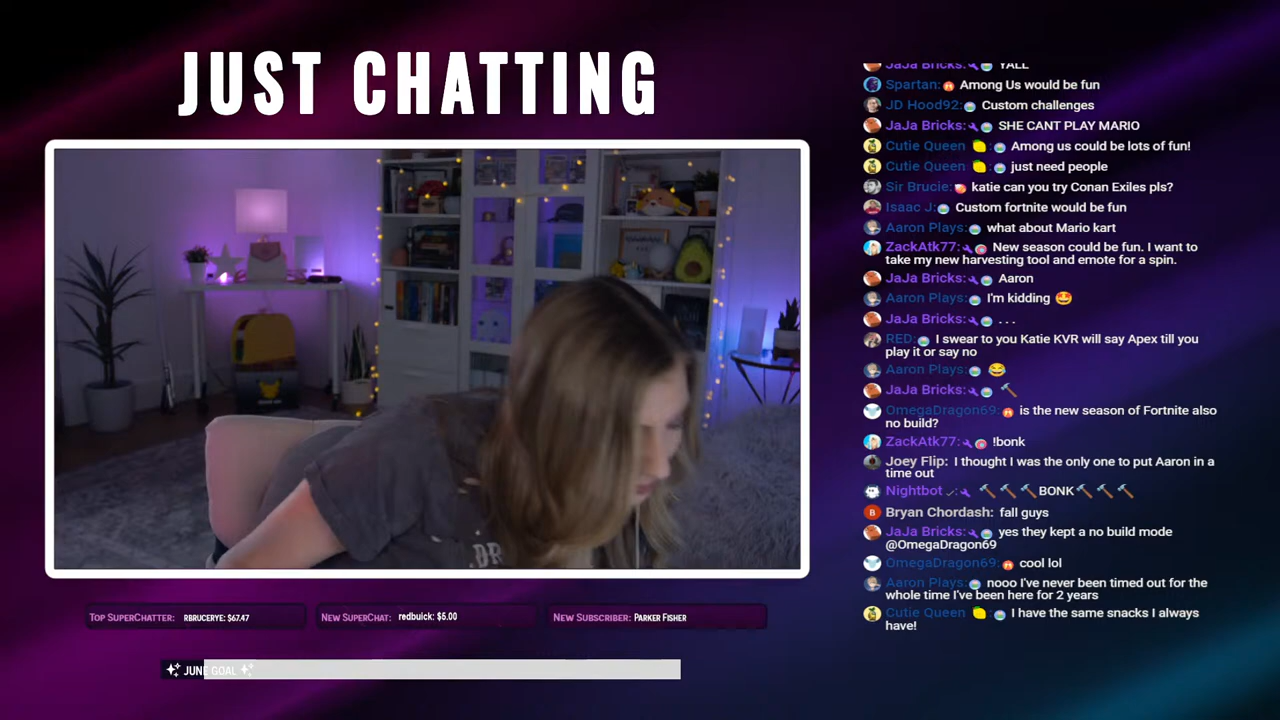 JUST CHATTING
JaJa Bricks: YALL
Spartan: Among Us would be fun
JD Hood92: Custom challenges
JaJa Bricks: SHE CANT PLAY MARIO
Cutie Queen 🍋: Among us could be lots of fun!
Cutie Queen 🍋: just need people
Sir Brucie: katie can you try Conan Exiles pls?
Isaac J: Custom fortnite would be fun
Aaron Plays: what about Mario kart
ZackAtk77: New season could be fun. I want to
take my new harvesting tool and emote for a spin.
JaJa Bricks: Aaron
Aaron Plays: I'm kidding 🤩
JaJa Bricks: . . .
RED: I swear to you Katie KVR will say Apex till you
play it or say no
Aaron Plays: 😂
JaJa Bricks: 🔨
OmegaDragon69: is the new season of Fortnite also
no build?
ZackAtk77: !bonk
Joey Flip: I thought I was the only one to put Aaron in a
time out
Nightbot: 🔨 🔨 🔨BONK🔨 🔨 🔨
B Bryan Chordash: fall guys
JaJa Bricks: yes they kept a no build mode
@OmegaDragon69
OmegaDragon69: cool lol
Aaron Plays: nooo I've never been timed out for the
whole time I've been here for 2 years
Cutie Queen 🍋: I have the same snacks I always
have!
.DR
TOP SUPERCHATTER: RBRUCERYE: $67.47
NEW SUPERCHAT: redbuick: $5.00
NEW SUBSCRIBER: PARKER FISHER
✨ JUNE GOAL ✨